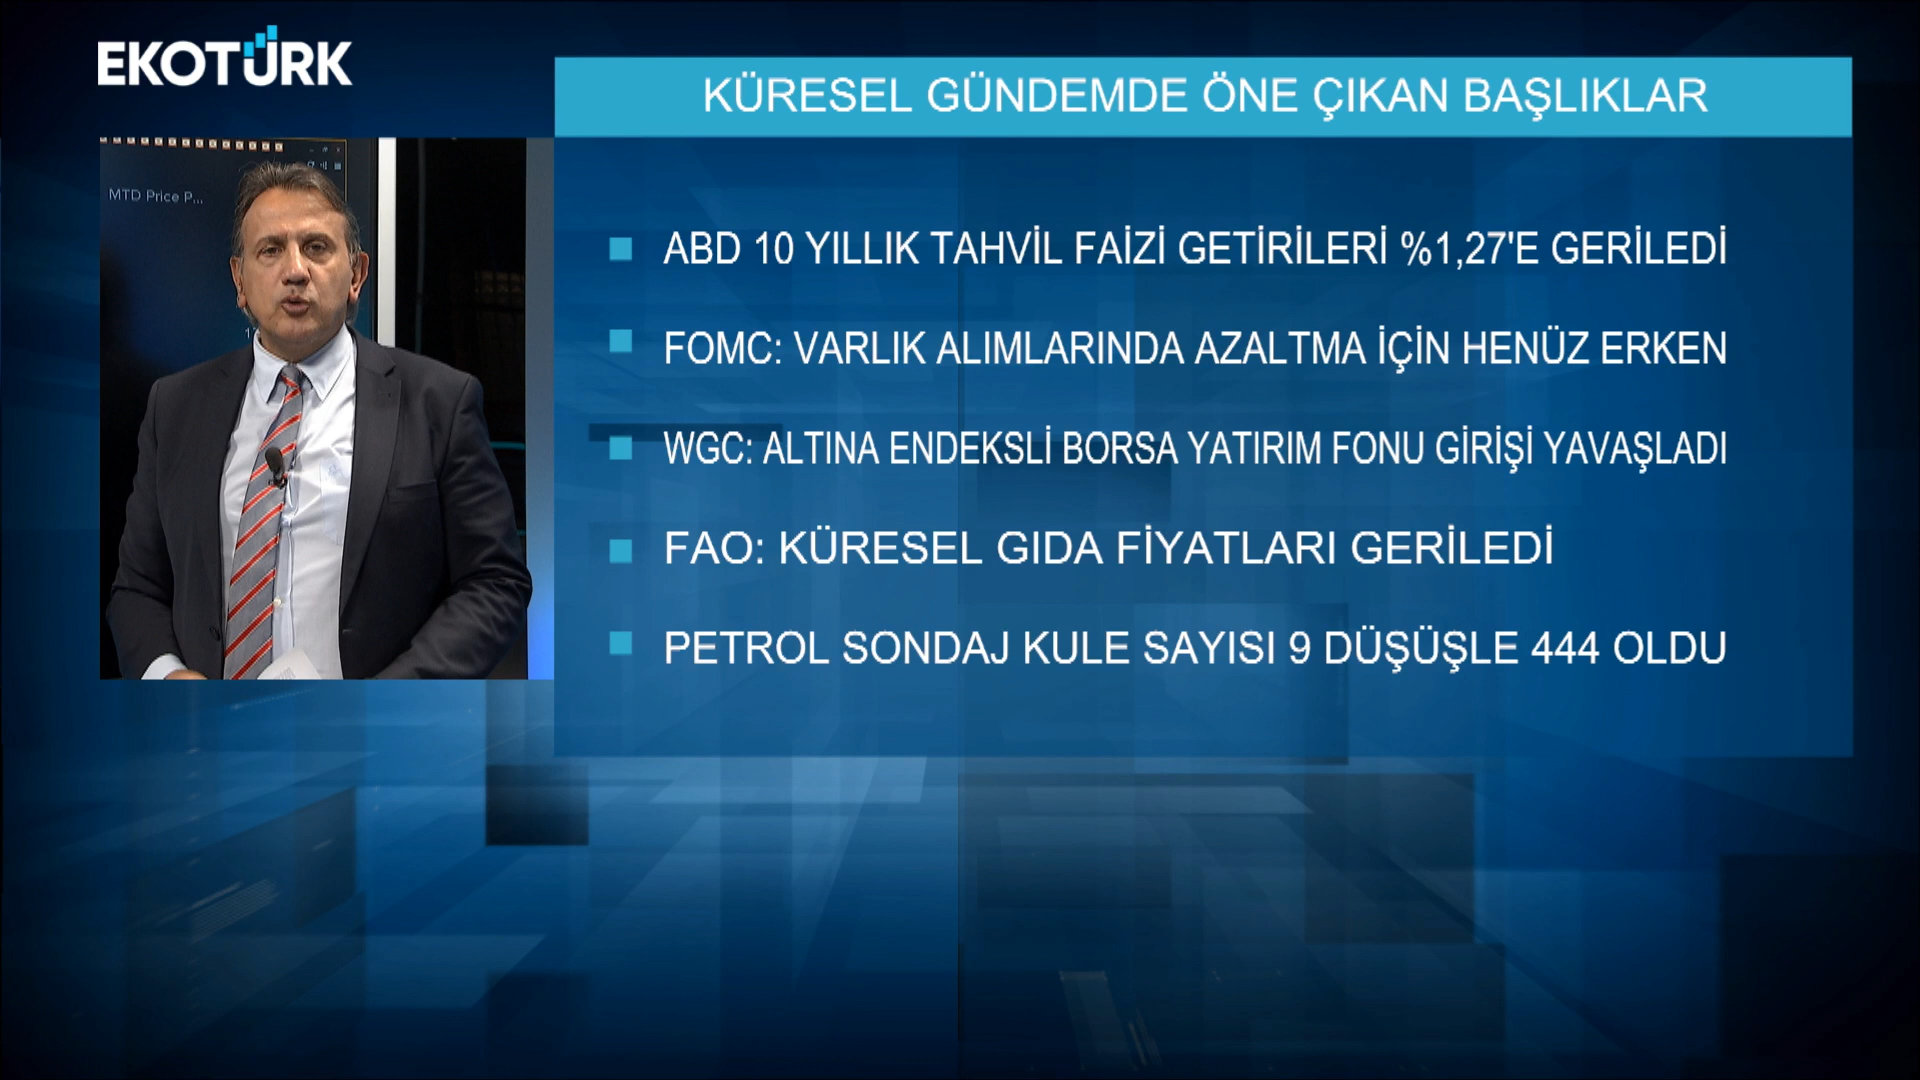 EKOTÜRK
KÜRESEL GÜNDEMDE ÖNE ÇIKAN BAŞLIKLAR
MTD Price P...
ABD 10 YILLIK TAHVİL FAİZİ GETİRİLERİ %1,27'E GERİLEDİ
FOMC: VARLIK ALIMLARINDA AZALTMA İÇİN HENÜZ ERKEN
WGC: ALTINA ENDEKSLİ BORSA YATIRIM FONU GİRİŞİ YAVAŞLADI
FAO: KÜRESEL GIDA FİYATLARI GERİLEDİ
PETROL SONDAJ KULE SAYISI 9 DÜŞÜŞLE 444 OLDU